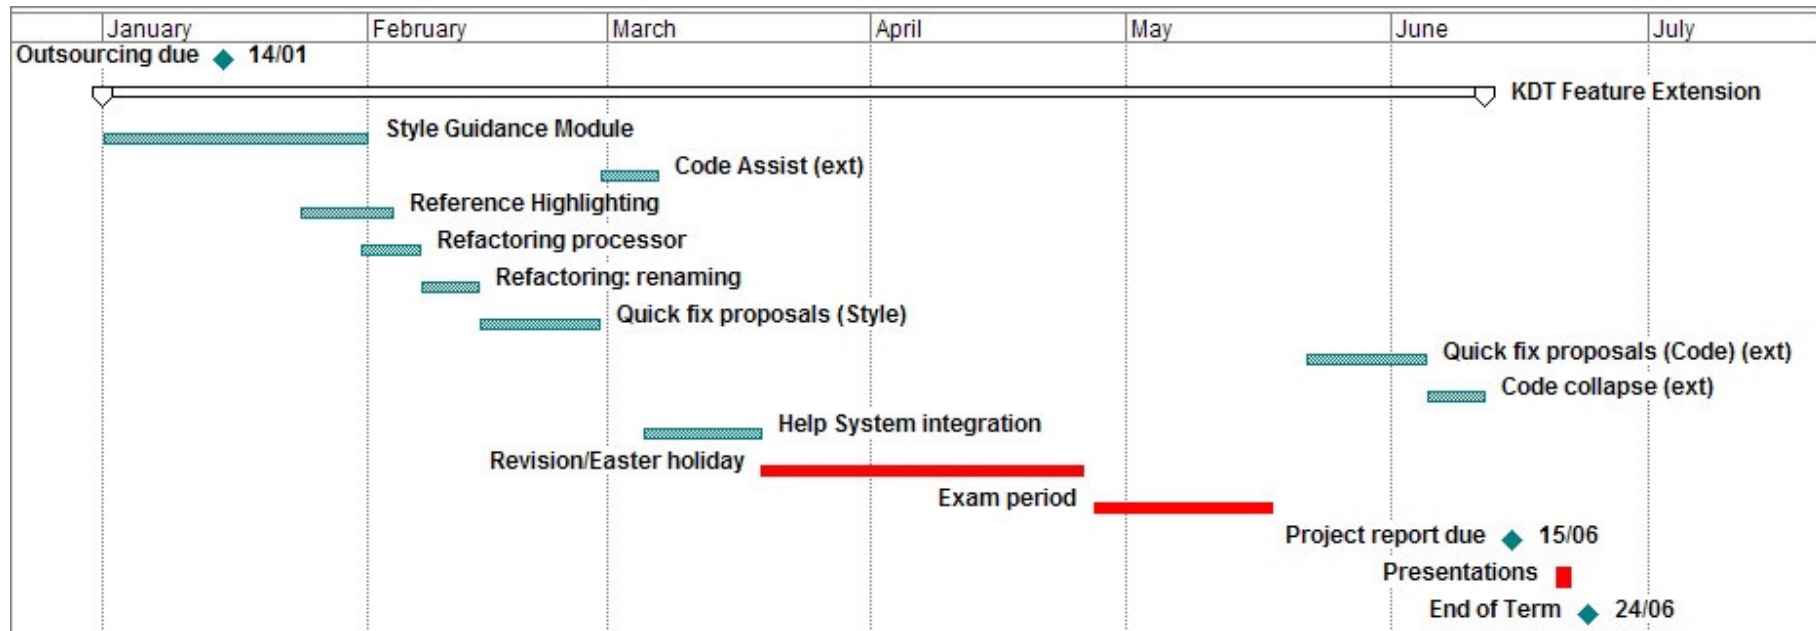 January February March April May June July
Outsourcing due 14/01
KDT Feature Extension
Style Guidance Module
Code Assist (ext)
Reference Highlighting
Refactoring processor
Refactoring: renaming
Quick fix proposals (Style)
Quick fix proposals (Code) (ext)
Code collapse (ext)
Help System integration
Revision/Easter holiday
Exam period
Project report due 15/06
Presentations
End of Term 24/06